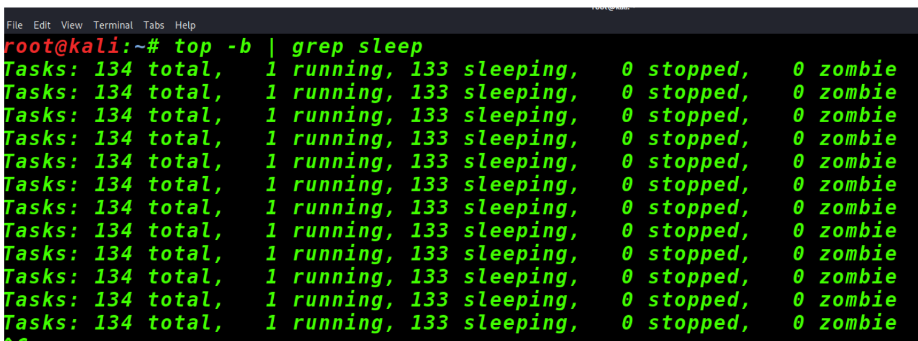 File Edit View Terminal Tabs Help
root@kali:~# top -b | grep sleep
Tasks: 134 total,   1 running, 133 sleeping,   0 stopped,   0 zombie
Tasks: 134 total,   1 running, 133 sleeping,   0 stopped,   0 zombie
Tasks: 134 total,   1 running, 133 sleeping,   0 stopped,   0 zombie
Tasks: 134 total,   1 running, 133 sleeping,   0 stopped,   0 zombie
Tasks: 134 total,   1 running, 133 sleeping,   0 stopped,   0 zombie
Tasks: 134 total,   1 running, 133 sleeping,   0 stopped,   0 zombie
Tasks: 134 total,   1 running, 133 sleeping,   0 stopped,   0 zombie
Tasks: 134 total,   1 running, 133 sleeping,   0 stopped,   0 zombie
Tasks: 134 total,   1 running, 133 sleeping,   0 stopped,   0 zombie
Tasks: 134 total,   1 running, 133 sleeping,   0 stopped,   0 zombie
Tasks: 134 total,   1 running, 133 sleeping,   0 stopped,   0 zombie
Tasks: 134 total,   1 running, 133 sleeping,   0 stopped,   0 zombie